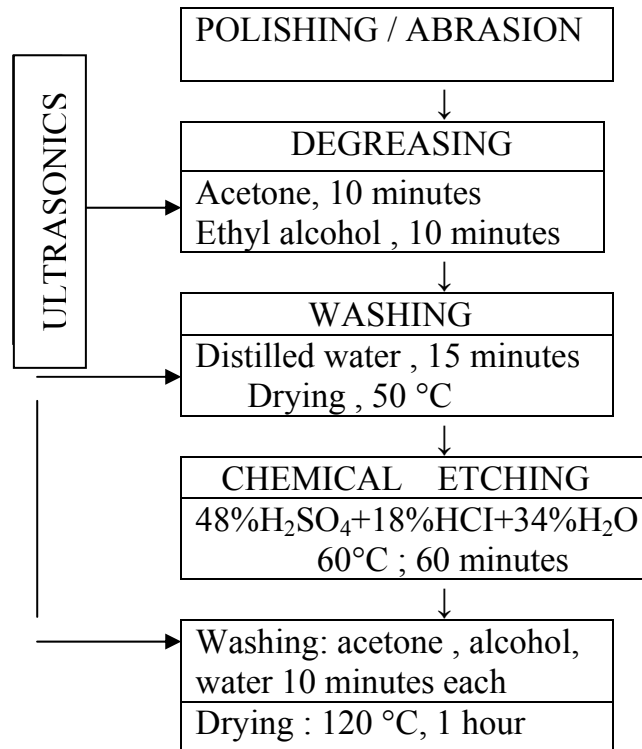 POLISHING / ABRASION
↓
ULTRASONICS
DEGREASING
Acetone, 10 minutes
Ethyl alcohol , 10 minutes
↓
WASHING
Distilled water , 15 minutes
Drying , 50 °C
↓
CHEMICAL ETCHING
48%H₂SO₄+18%HCI+34%H₂O
60°C ; 60 minutes
↓
Washing: acetone , alcohol,
water 10 minutes each
Drying : 120 °C, 1 hour